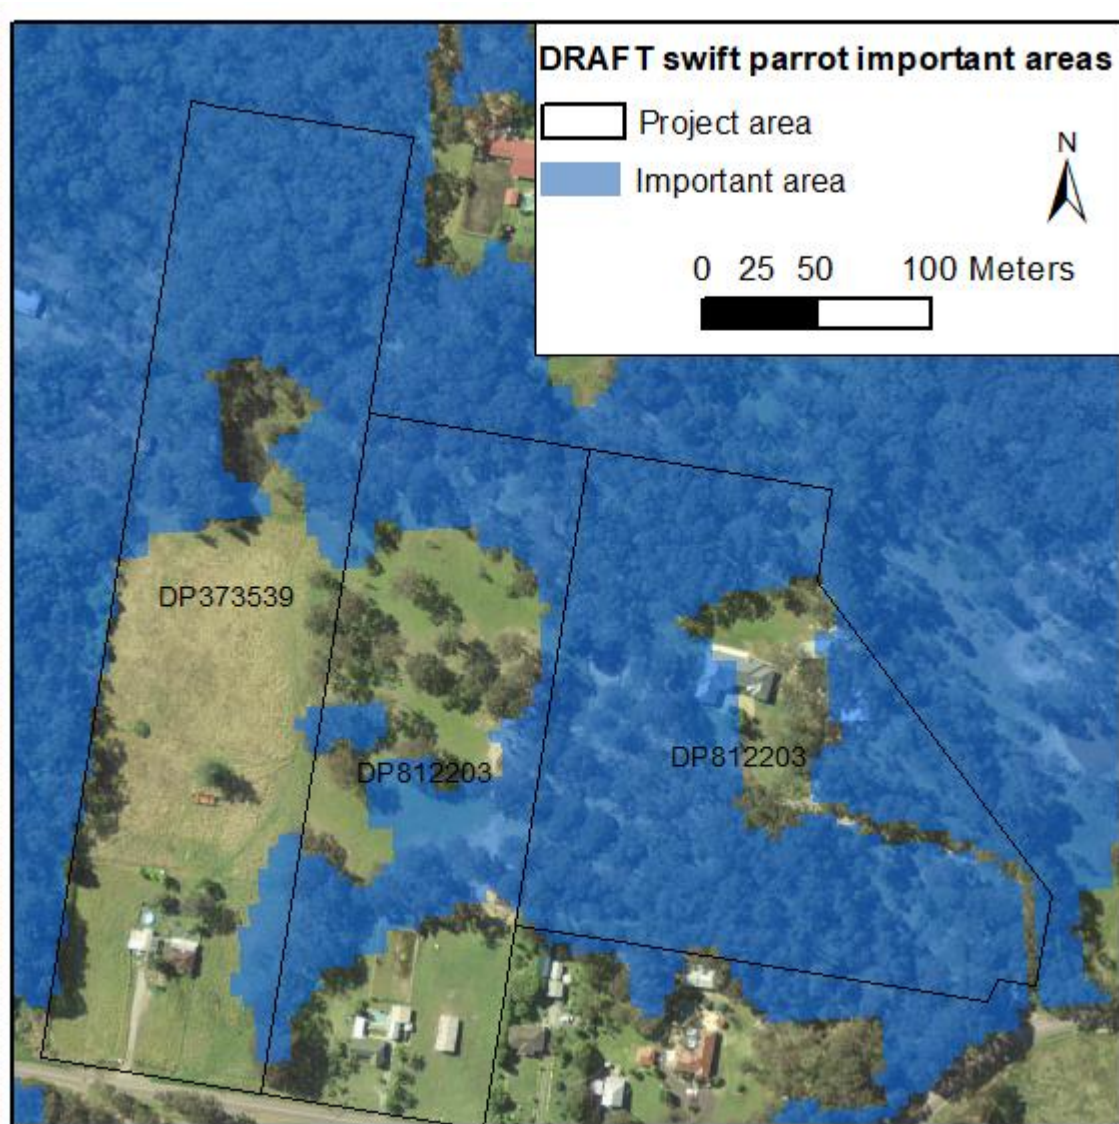 DRAFT swift parrot important areas
Project area
Important area
N
0 25 50 100 Meters
DP373539
DP812203
DP812203